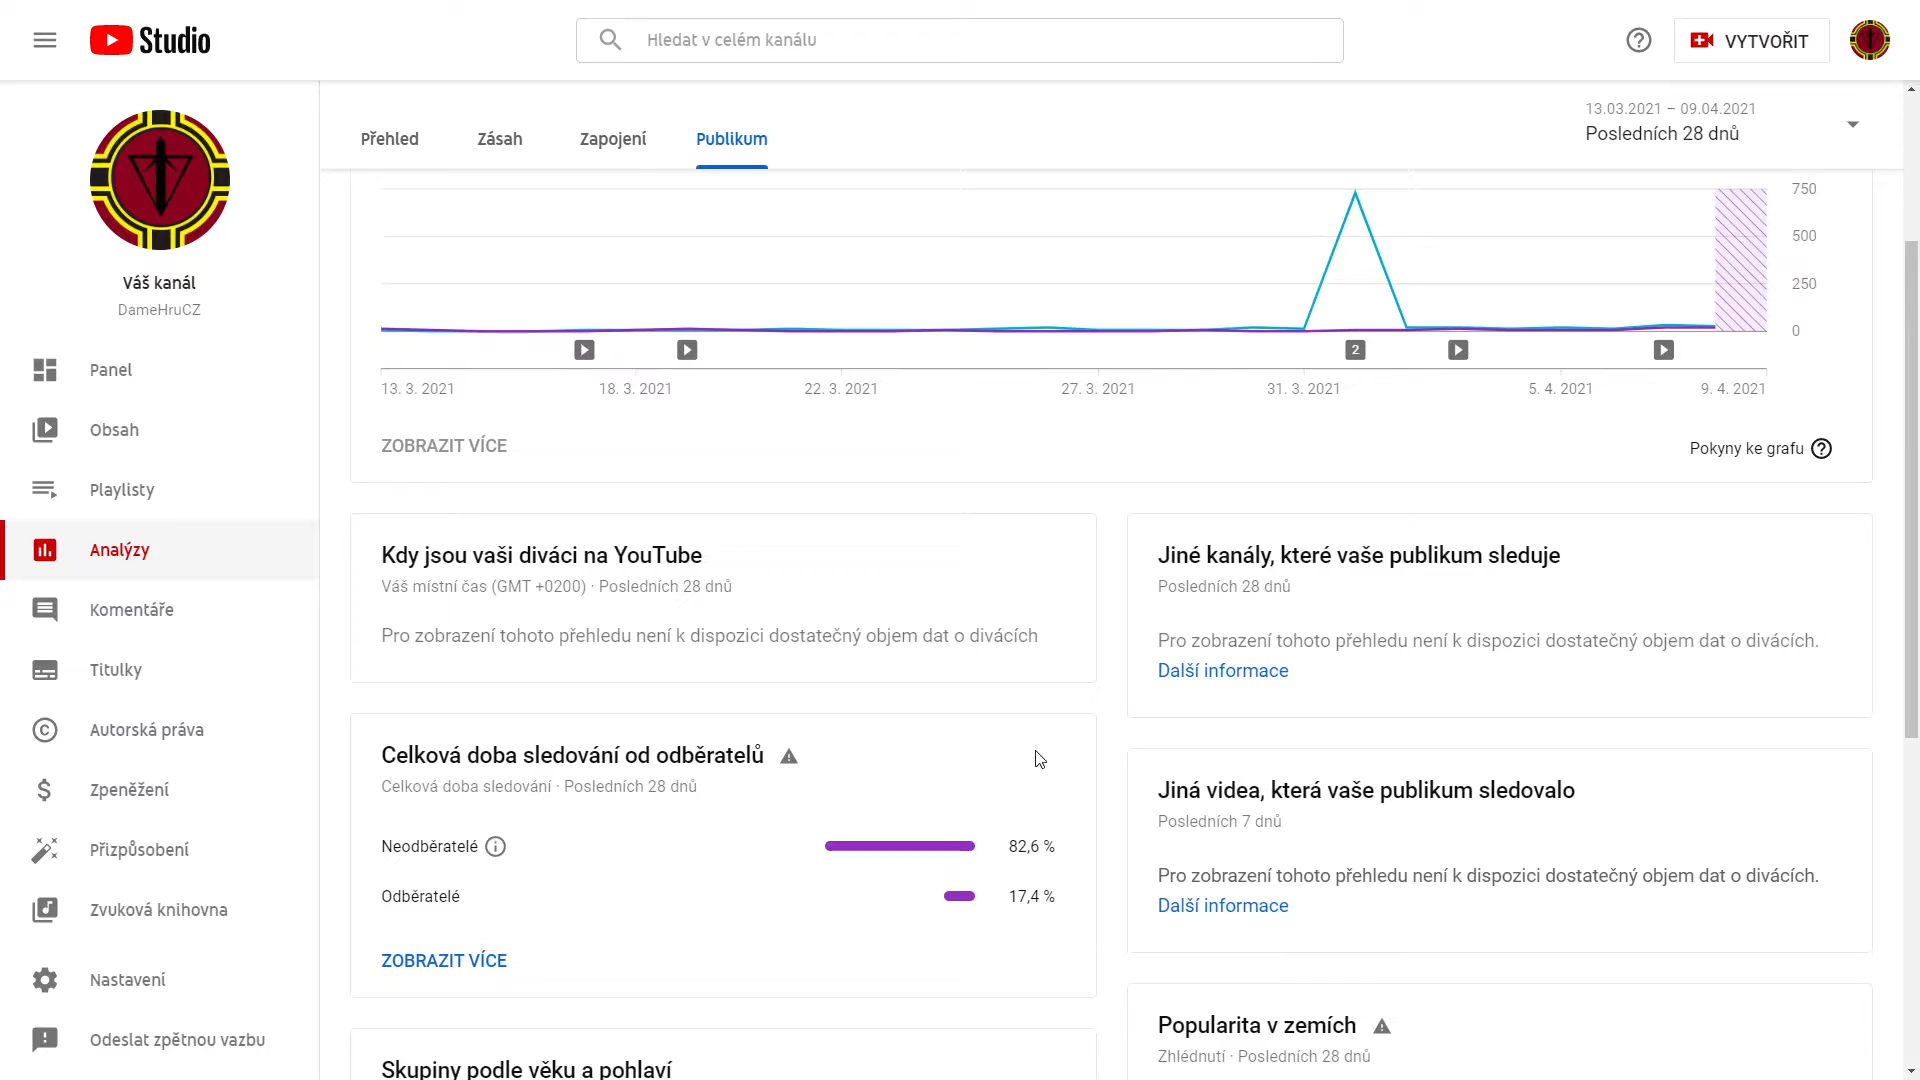 Studio
Hledat v celém kanálu
VYTVOŘIT
Váš kanál
DameHruCZ
Panel
Obsah
Playlisty
Analýzy
Komentáře
Titulky
Autorská práva
Zpeněžení
Přizpůsobení
Zvuková knihovna
Nastavení
Odeslat zpětnou vazbu
Přehled
Zásah
Zapojení
Publikum
13.03.2021 – 09.04.2021
Posledních 28 dnů
750
500
250
0
2
13. 3. 2021
18. 3. 2021
22. 3. 2021
27. 3. 2021
31. 3. 2021
5. 4. 2021
9. 4. 2021
ZOBRAZIT VÍCE
Pokyny ke grafu
Kdy jsou vaši diváci na YouTube
Váš místní čas (GMT +0200) · Posledních 28 dnů
Pro zobrazení tohoto přehledu není k dispozici dostatečný objem dat o divácích
Celková doba sledování od odběratelů
Celková doba sledování · Posledních 28 dnů
Neodběratelé
82,6 %
Odběratelé
17,4 %
ZOBRAZIT VÍCE
Skupiny podle věku a pohlaví
Jiné kanály, které vaše publikum sleduje
Posledních 28 dnů
Pro zobrazení tohoto přehledu není k dispozici dostatečný objem dat o divácích.
Další informace
Jiná videa, která vaše publikum sledovalo
Posledních 7 dnů
Pro zobrazení tohoto přehledu není k dispozici dostatečný objem dat o divácích.
Další informace
Popularita v zemích
Zhlédnutí · Posledních 28 dnů